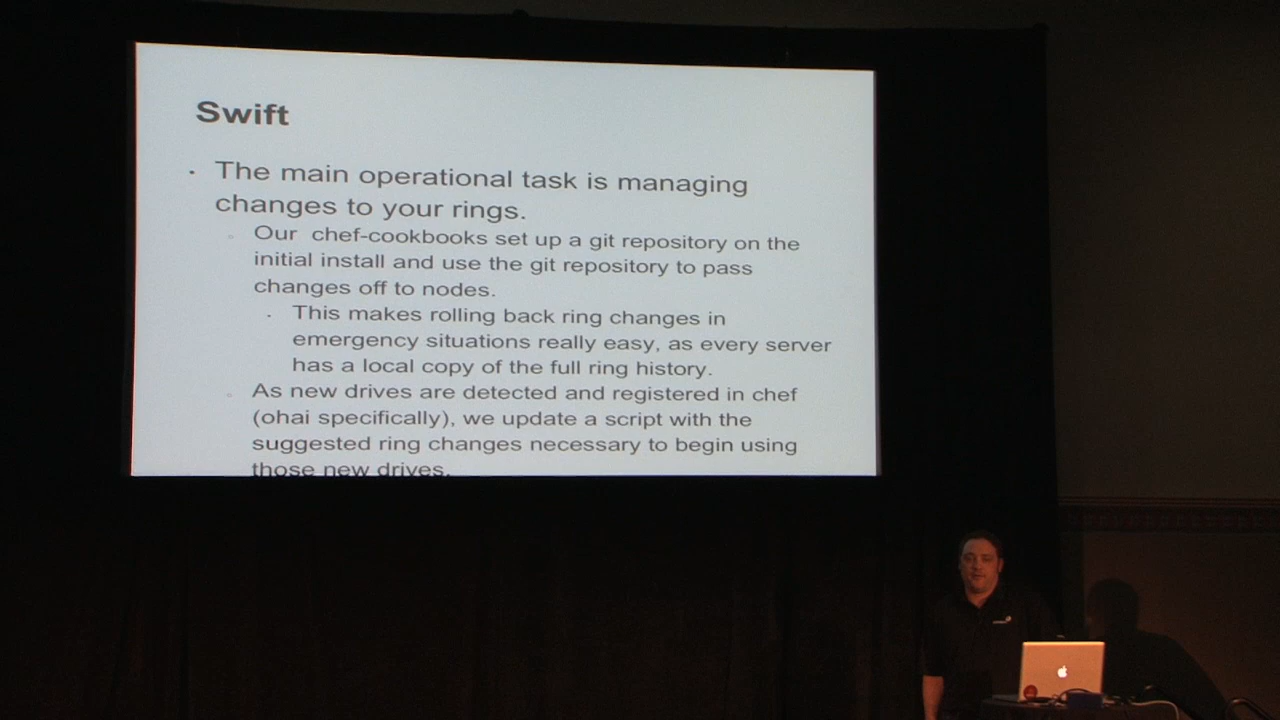 Swift
· The main operational task is managing
changes to your rings.
Our chef-cookbooks set up a git repository on the
initial install and use the git repository to pass
changes off to nodes.
· This makes rolling back ring changes in
emergency situations really easy, as every server
has a local copy of the full ring history.
As new drives are detected and registered in chef
(ohai specifically), we update a script with the
suggested ring changes necessary to begin using
those new drives.